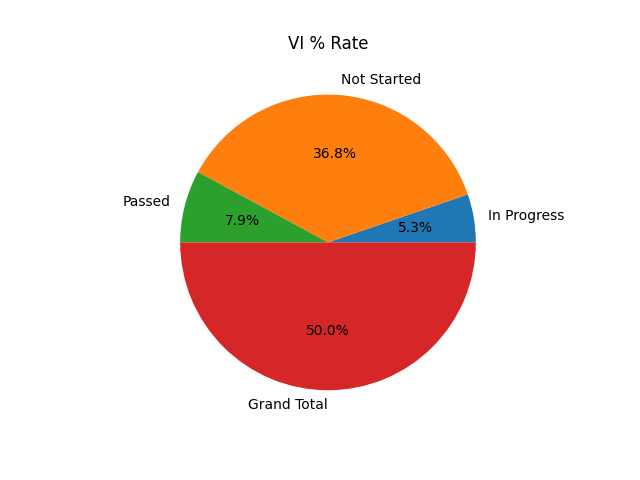 VI % Rate
Not Started
36.8%
Passed
7.9%
In Progress
5.3%
50.0%
Grand Total